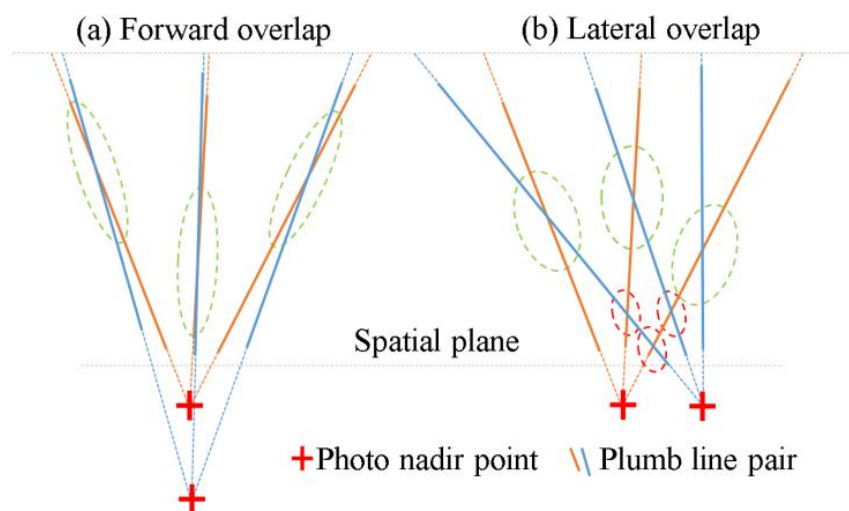 (a) Forward overlap
(b) Lateral overlap
Spatial plane
Photo nadir point
Plumb line pair